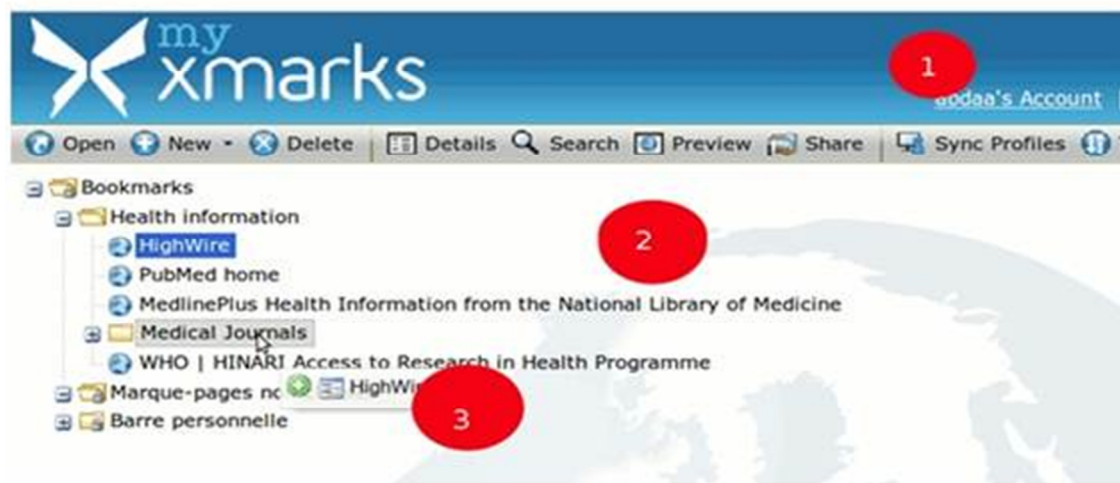 my
xmarks
1
abdaa's Account
Open New Delete Details Search Preview Share Sync Profiles
Bookmarks
Health information
HighWire
2
PubMed home
MedlinePlus Health Information from the National Library of Medicine
Medical Journals
WHO | HINARI Access to Research in Health Programme
Marque-pages
Barre personnelle
3